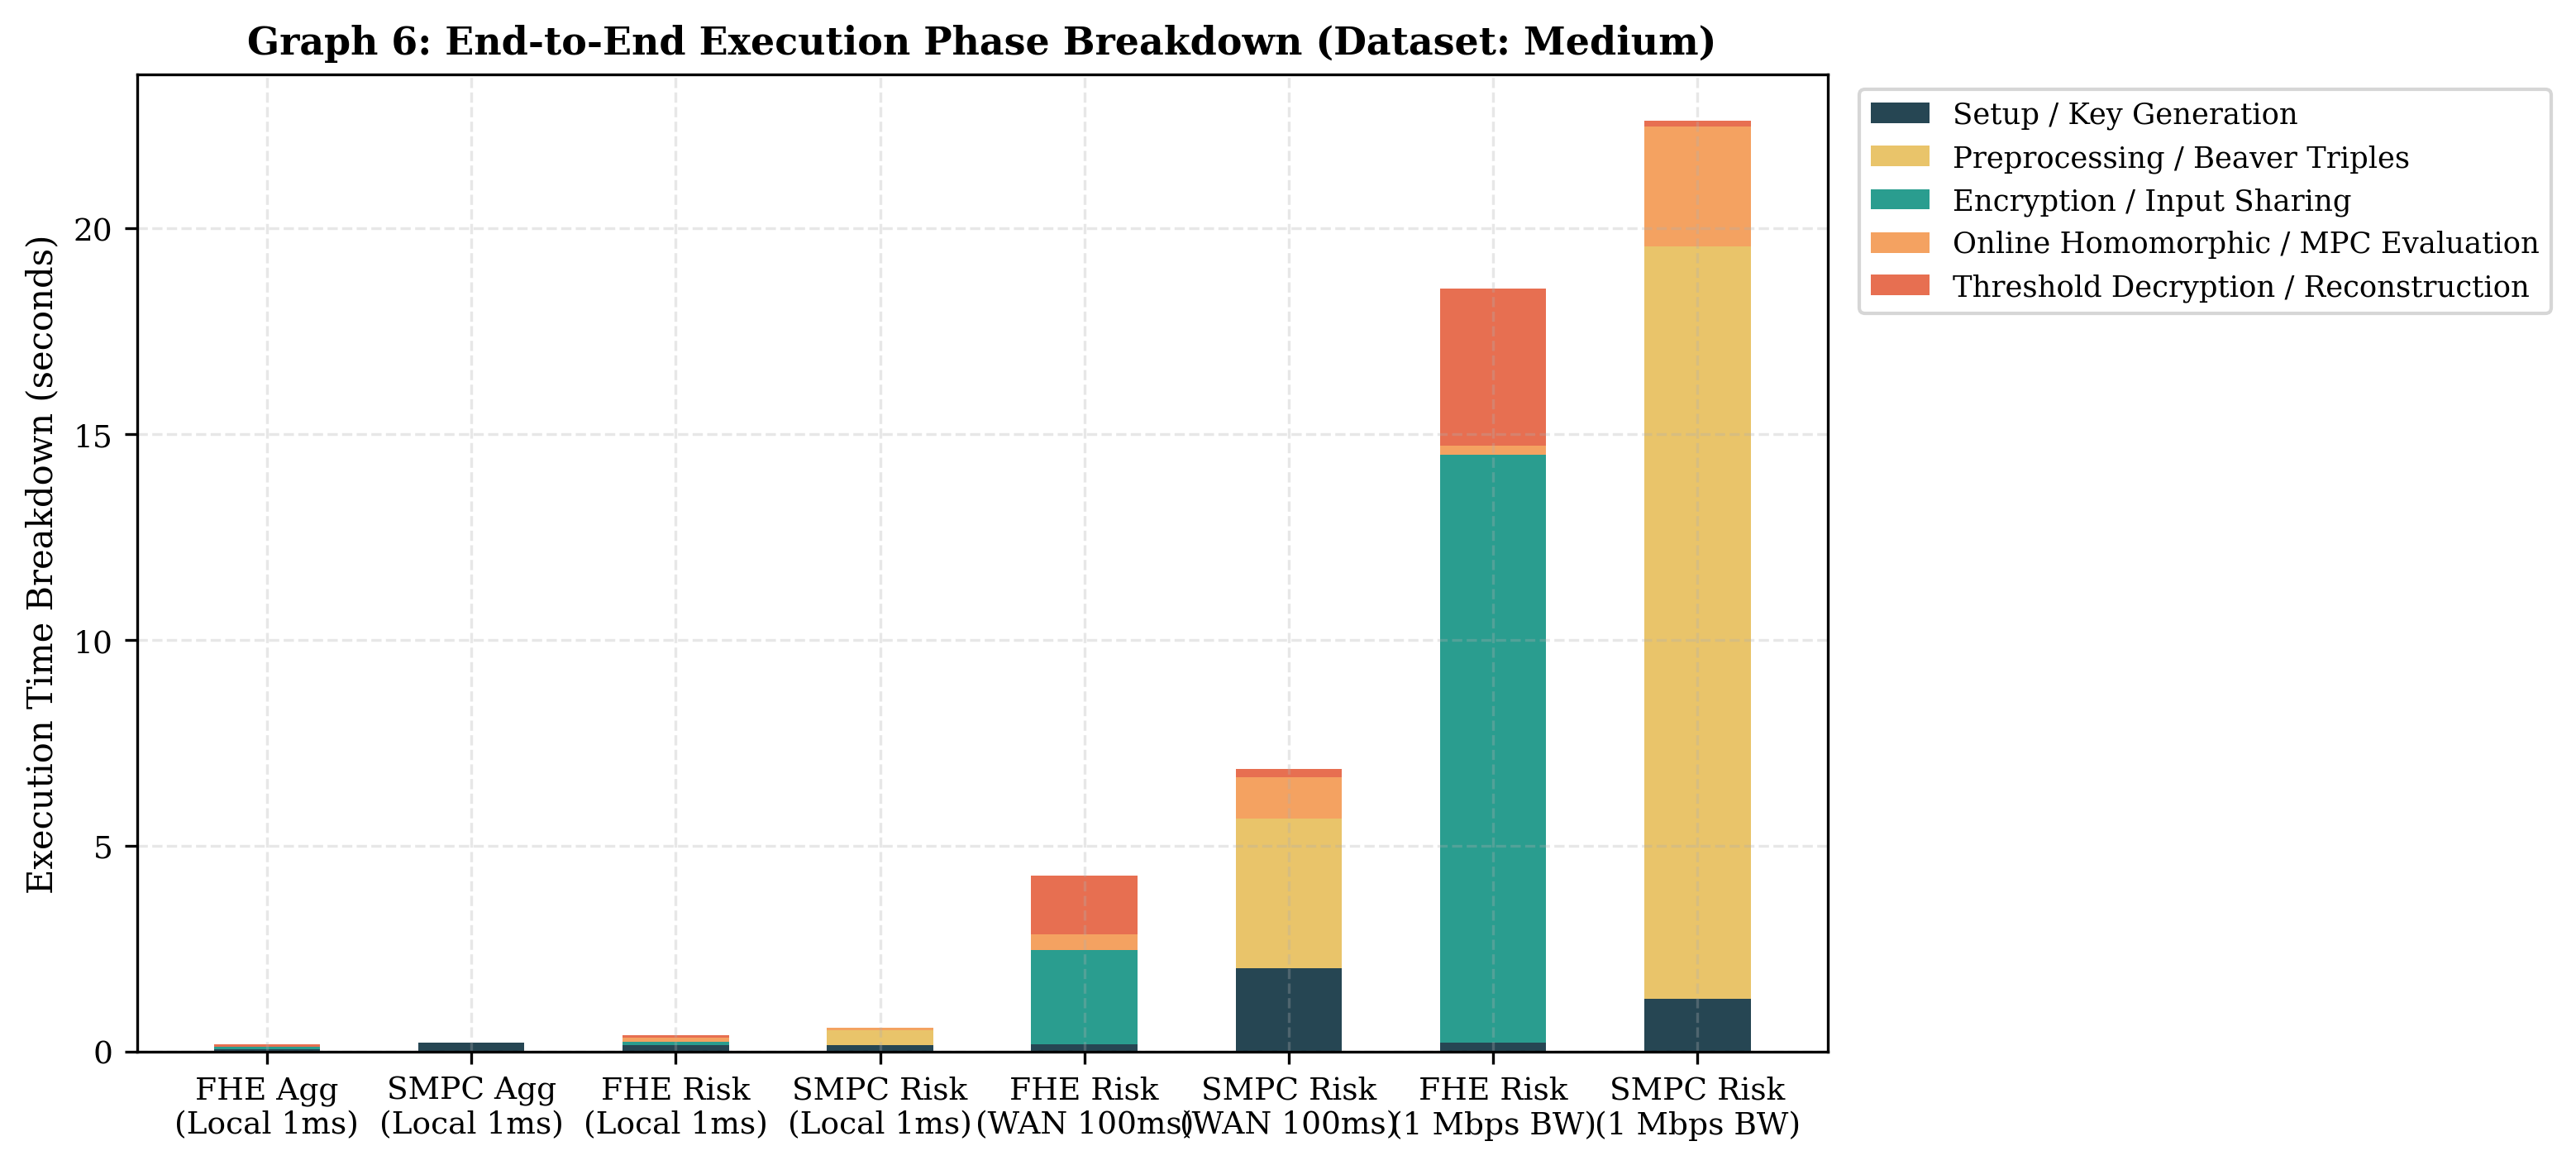 Graph 6: End-to-End Execution Phase Breakdown (Dataset: Medium)
Execution Time Breakdown (seconds)
20
15
10
5
0
FHE Agg
(Local 1ms)
SMPC Agg
(Local 1ms)
FHE Risk
(Local 1ms)
SMPC Risk
(Local 1ms)
FHE Risk
(WAN 100ms)
SMPC Risk
(WAN 100ms)
FHE Risk
(1 Mbps BW)
SMPC Risk
(1 Mbps BW)
Setup / Key Generation
Preprocessing / Beaver Triples
Encryption / Input Sharing
Online Homomorphic / MPC Evaluation
Threshold Decryption / Reconstruction